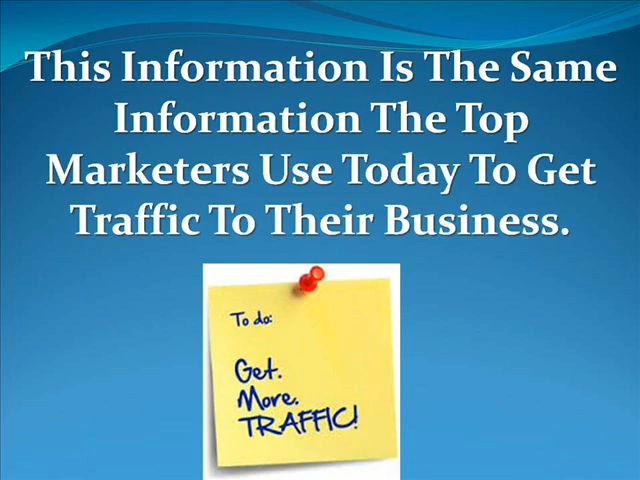 This Information Is The Same
Information The Top
Marketers Use Today To Get
Traffic To Their Business.
To do:
Get.
More.
TRAFFIC!